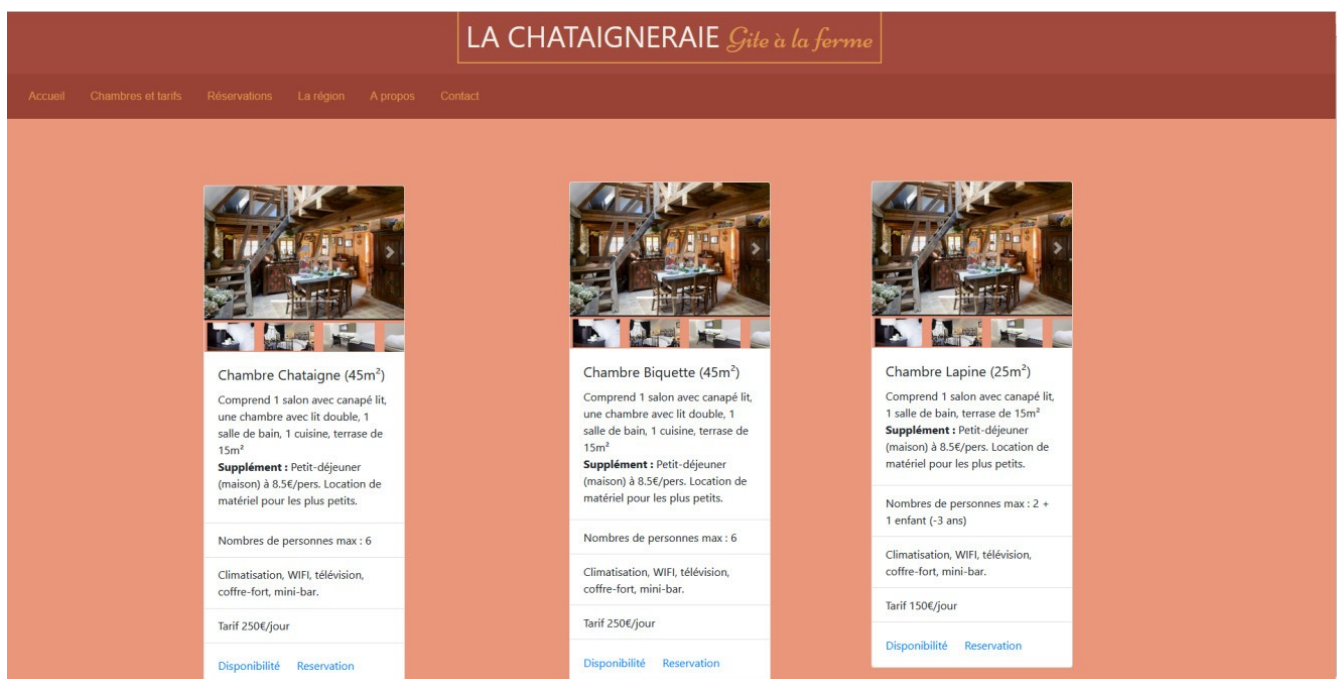 LA CHATAIGNERAIE Gite à la ferme
Accueil Chambres et tarifs Réservations La région A propos Contact
Chambre Chataigne (45m²)
Comprend 1 salon avec canapé lit,
une chambre avec lit double, 1
salle de bain, 1 cuisine, terrase de
15m²
Supplément : Petit-déjeuner
(maison) à 8.5€/pers. Location de
matériel pour les plus petits.
Nombres de personnes max : 6
Climatisation, WIFI, télévision,
coffre-fort, mini-bar.
Tarif 250€/jour
Disponibilité Reservation
Chambre Biquette (45m²)
Comprend 1 salon avec canapé lit,
une chambre avec lit double, 1
salle de bain, 1 cuisine, terrase de
15m²
Supplément : Petit-déjeuner
(maison) à 8.5€/pers. Location de
matériel pour les plus petits.
Nombres de personnes max : 6
Climatisation, WIFI, télévision,
coffre-fort, mini-bar.
Tarif 250€/jour
Disponibilité Reservation
Chambre Lapine (25m²)
Comprend 1 salon avec canapé lit,
1 salle de bain, terrase de 15m²
Supplément : Petit-déjeuner
(maison) à 8.5€/pers. Location de
matériel pour les plus petits.
Nombres de personnes max : 2 +
1 enfant (-3 ans)
Climatisation, WIFI, télévision,
coffre-fort, mini-bar.
Tarif 150€/jour
Disponibilité Reservation